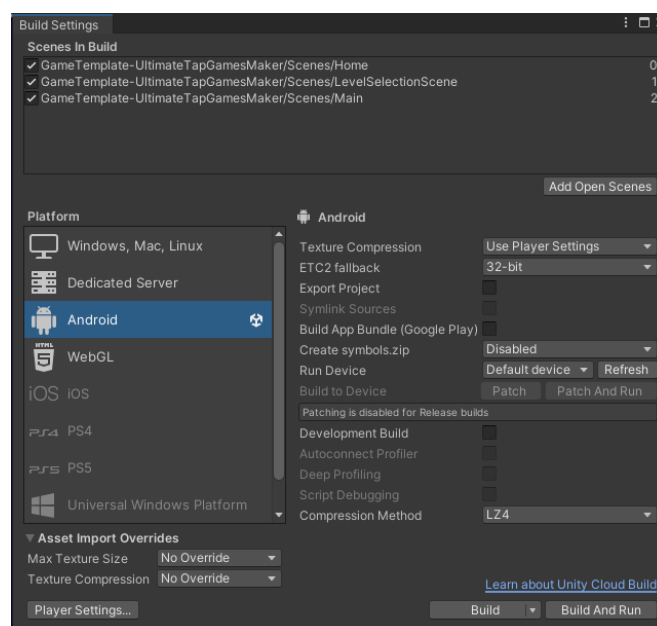 Build Settings
Scenes In Build
GameTemplate-UltimateTapGamesMaker/Scenes/Home 0
GameTemplate-UltimateTapGamesMaker/Scenes/LevelSelectionScene 1
GameTemplate-UltimateTapGamesMaker/Scenes/Main 2
Add Open Scenes
Platform
Windows, Mac, Linux
Dedicated Server
Android
HTML 5 WebGL
iOS iOS
PS4 PS4
PS5 PS5
Universal Windows Platform
Android
Texture Compression Use Player Settings
ETC2 fallback 32-bit
Export Project
Symlink Sources
Build App Bundle (Google Play)
Create symbols.zip Disabled
Run Device Default device Refresh
Build to Device Patch Patch And Run
Patching is disabled for Release builds
Development Build
Autoconnect Profiler
Deep Profiling
Script Debugging
Compression Method LZ4
Asset Import Overrides
Max Texture Size No Override
Texture Compression No Override
Learn about Unity Cloud Build
Player Settings... Build Build And Run